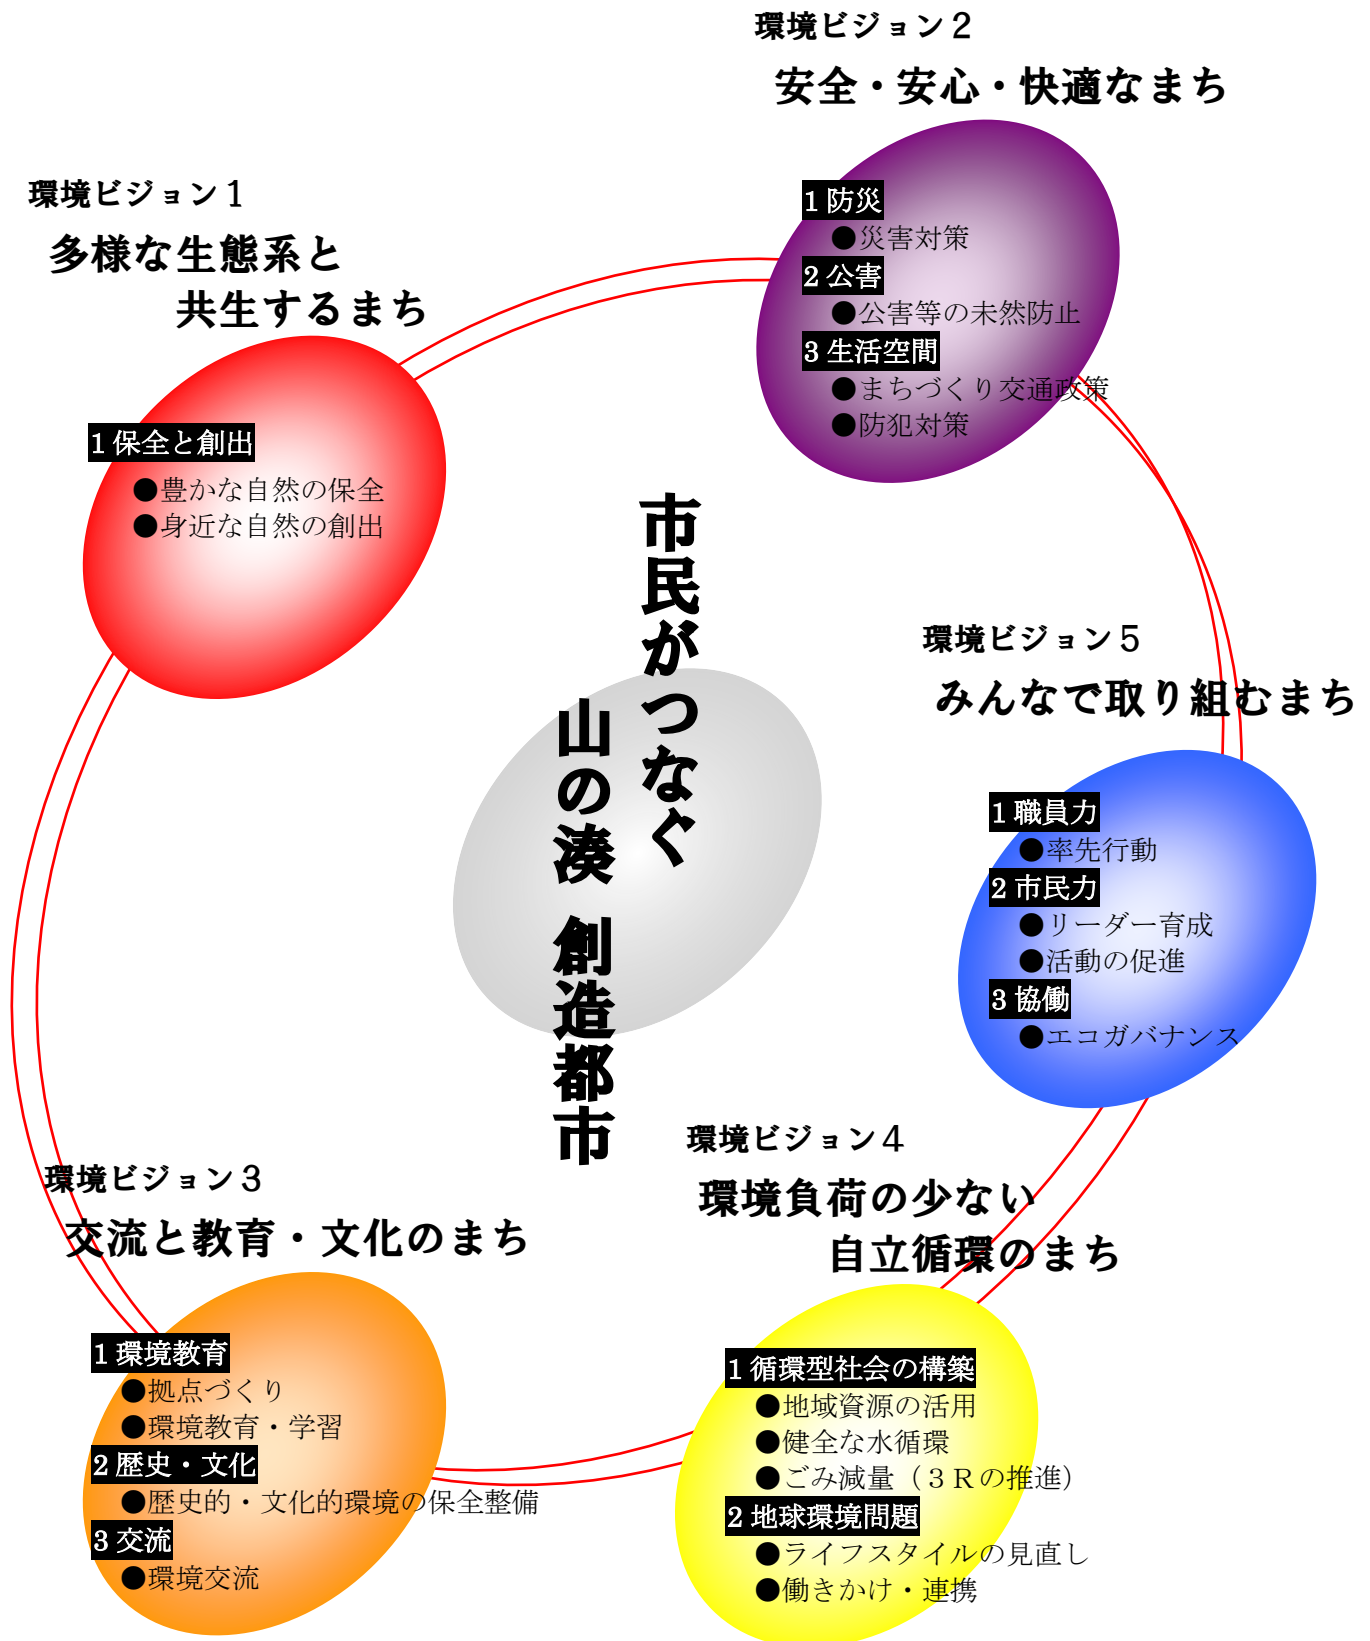 環境ビジョン２
安全・安心・快適なまち
1 防災
●災害対策
2 公害
●公害等の未然防止
3 生活空間
●まちづくり交通政策
●防犯対策
環境ビジョン１
多様な生態系と
共生するまち
1 保全と創出
●豊かな自然の保全
●身近な自然の創出
市民がつなぐ
山の湊 創造都市
環境ビジョン５
みんなで取り組むまち
1 職員力
●率先行動
2 市民力
●リーダー育成
●活動の促進
3 協働
●エコガバナンス
環境ビジョン３
交流と教育・文化のまち
1 環境教育
●拠点づくり
●環境教育・学習
2 歴史・文化
●歴史的・文化的環境の保全整備
3 交流
●環境交流
環境ビジョン４
環境負荷の少ない
自立循環のまち
1 循環型社会の構築
●地域資源の活用
●健全な水循環
●ごみ減量（３Ｒの推進）
2 地球環境問題
●ライフスタイルの見直し
●働きかけ・連携